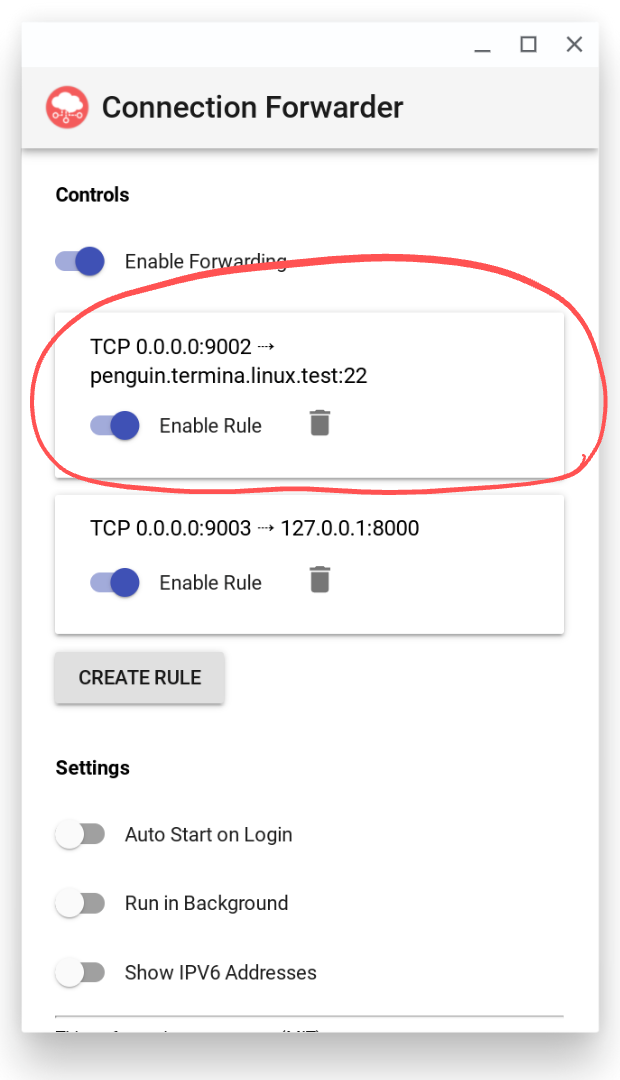 Connection Forwarder
Controls
Enable Forwarding
TCP 0.0.0.0:9002 ⇢
penguin.termina.linux.test:22
Enable Rule
TCP 0.0.0.0:9003 ⇢ 127.0.0.1:8000
Enable Rule
CREATE RULE
Settings
Auto Start on Login
Run in Background
Show IPV6 Addresses